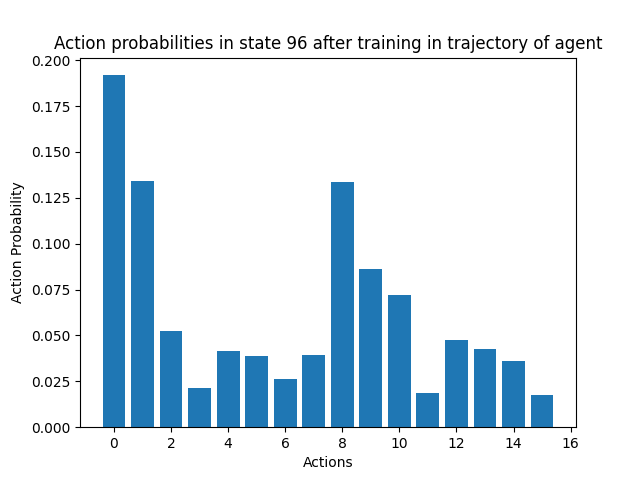 Action probabilities in state 96 after training in trajectory of agent
0.200
0.175
0.150
0.125
0.100
0.075
0.050
0.025
0.000
Action Probability
0 2 4 6 8 10 12 14 16
Actions